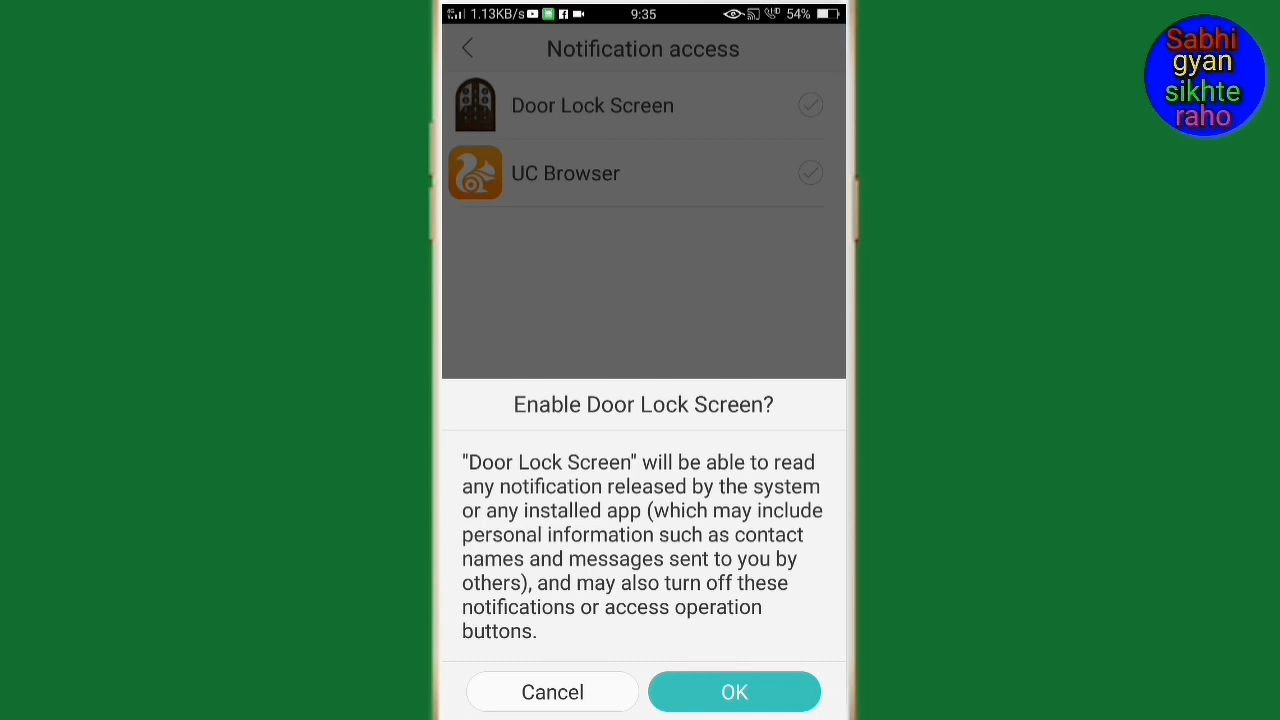 1.13KB/s
9:35
54%
Notification access
Door Lock Screen
UC Browser
Enable Door Lock Screen?
"Door Lock Screen" will be able to read
any notification released by the system
or any installed app (which may include
personal information such as contact
names and messages sent to you by
others), and may also turn off these
notifications or access operation
buttons.
Cancel
OK
Sabhi
gyan
sikhte
raho